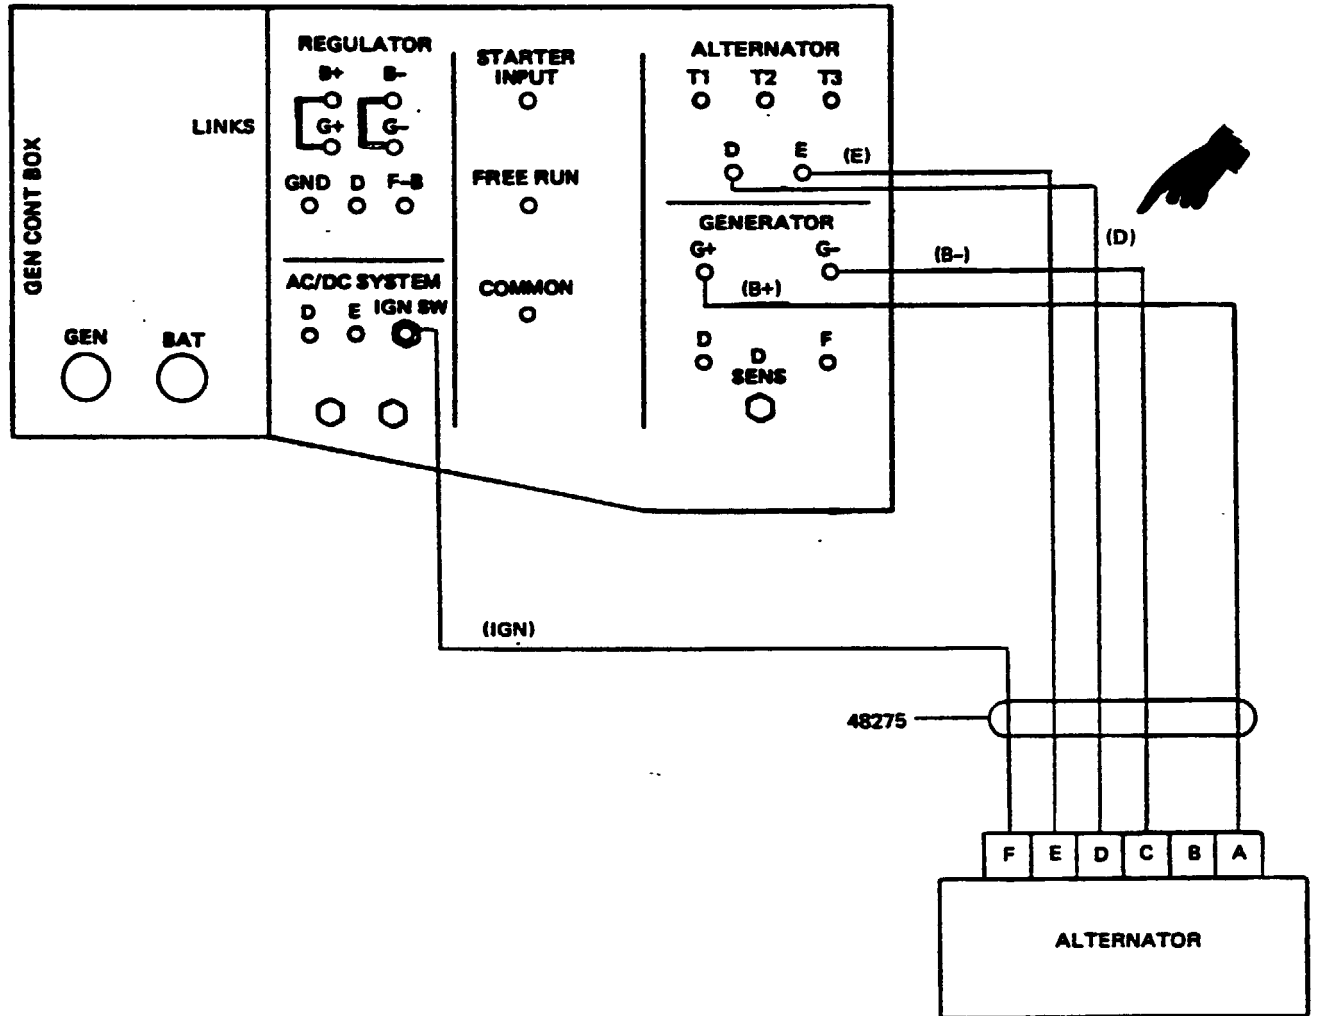 GEN CONT BOX
GEN
BAT
LINKS
REGULATOR
B+ B-
G+ G-
GND D F-B
AC/DC SYSTEM
D E IGN SW
STARTER
INPUT
FREE RUN
COMMON
ALTERNATOR
T1 T2 T3
D E
(E)
GENERATOR
G+ G-
(B+)
(B-)
(D)
D D F
SENS
(IGN)
48275
F E D C B A
ALTERNATOR